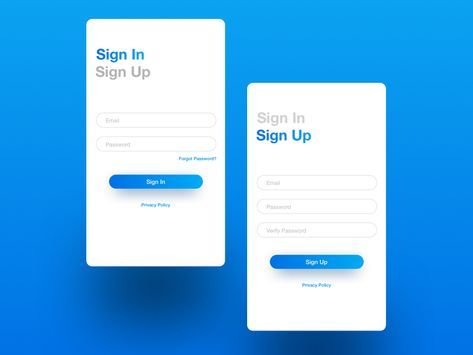 Sign In
Sign Up
Email
Password
Forgot Password?
Sign In
Privacy Policy
Sign In
Sign Up
Email
Password
Verify Password
Sign Up
Privacy Policy